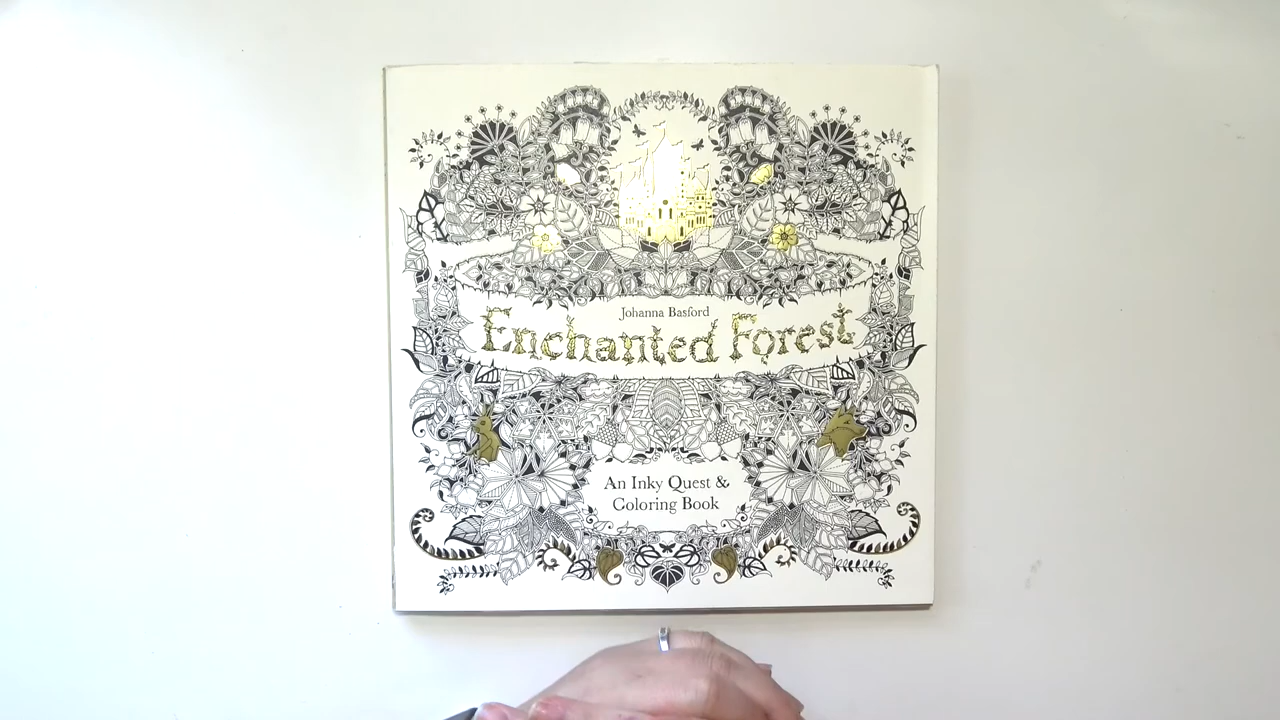 Johanna Basford
Enchanted Forest
An Inky Quest &
Coloring Book